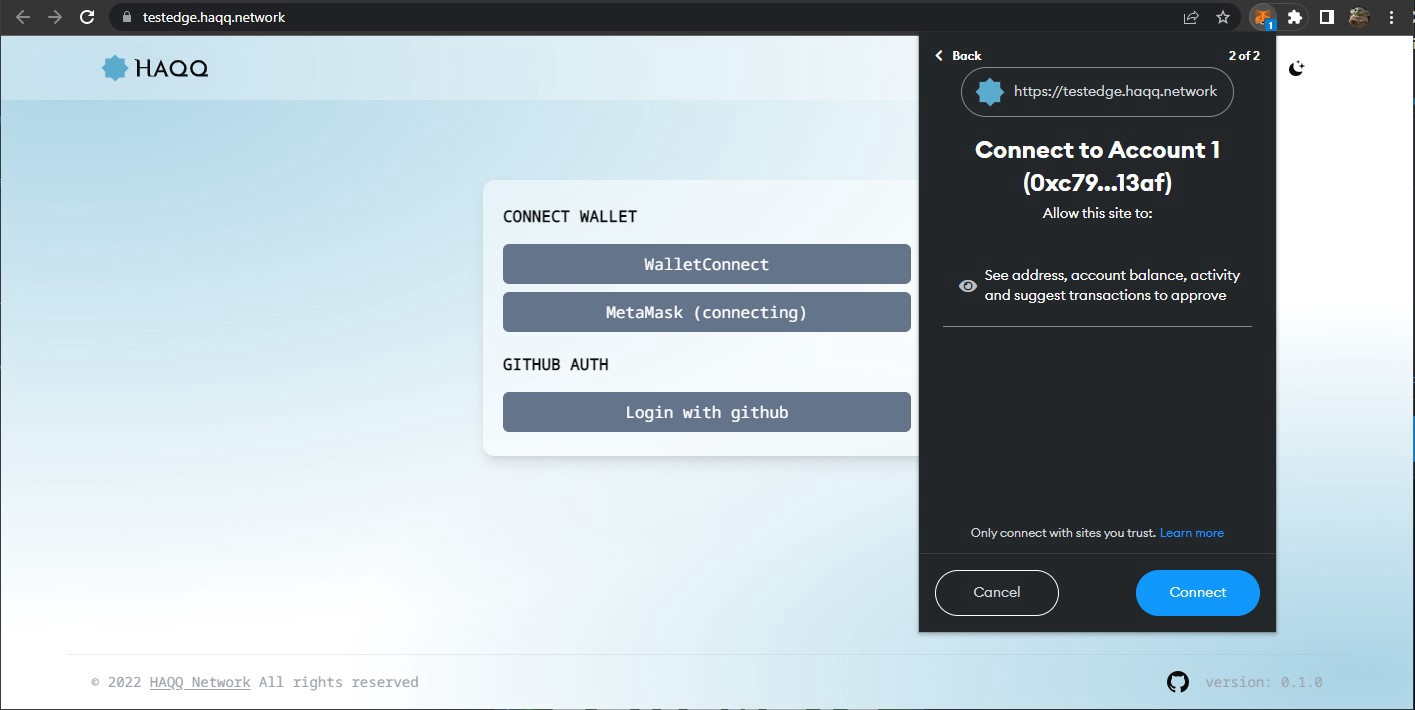 testedge.haqq.network
1
HAQQ
CONNECT WALLET
WalletConnect
MetaMask (connecting)
GITHUB AUTH
Login with github
Back
2 of 2
https://testedge.haqq.network
Connect to Account 1
(0xc79...13af)
Allow this site to:
See address, account balance, activity
and suggest transactions to approve
Only connect with sites you trust. Learn more
Cancel
Connect
© 2022 HAQQ Network All rights reserved
version: 0.1.0